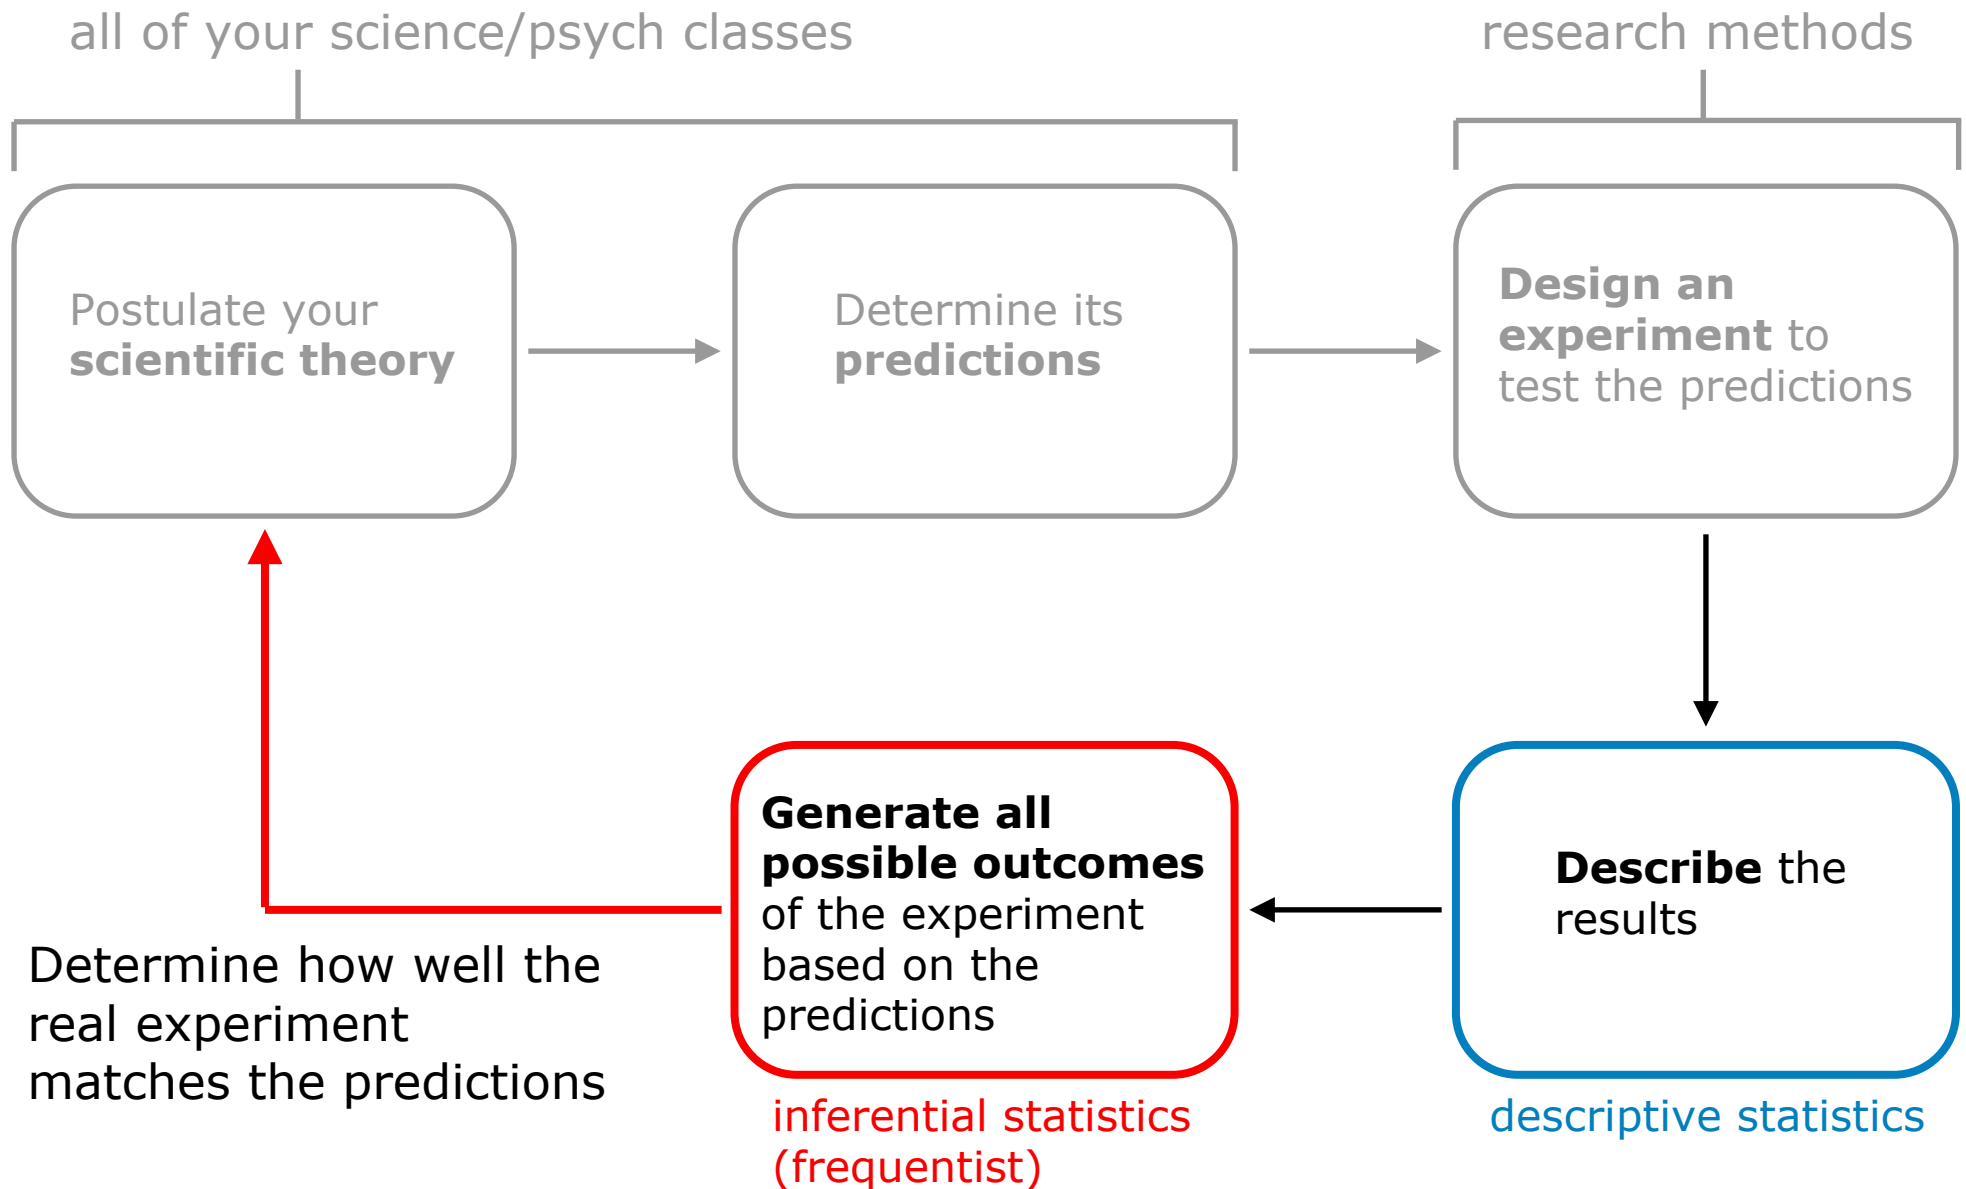 all of your science/psych classes
research methods
Postulate your
scientific theory
Determine its
predictions
Design an
experiment to
test the predictions
Generate all
possible outcomes
of the experiment
based on the
predictions
Describe the
results
Determine how well the
real experiment
matches the predictions
inferential statistics
(frequentist)
descriptive statistics